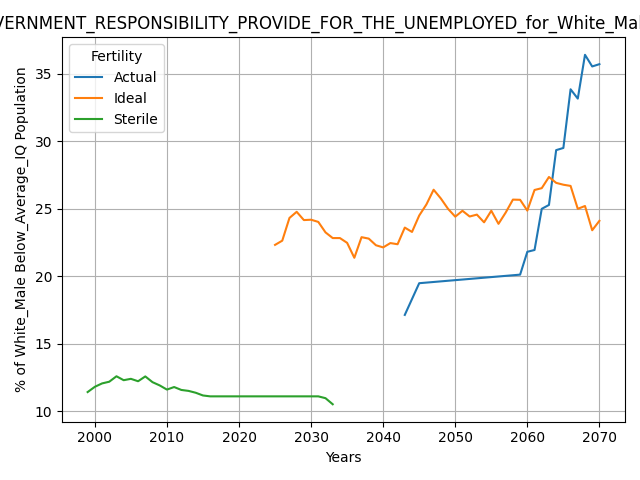 VERNMENT_RESPONSIBILITY_PROVIDE_FOR_THE_UNEMPLOYED_for_White_Mal
Fertility
Actual
Ideal
Sterile
% of White_Male Below_Average_IQ Population
35
30
25
20
15
10
2000 2010 2020 2030 2040 2050 2060 2070
Years